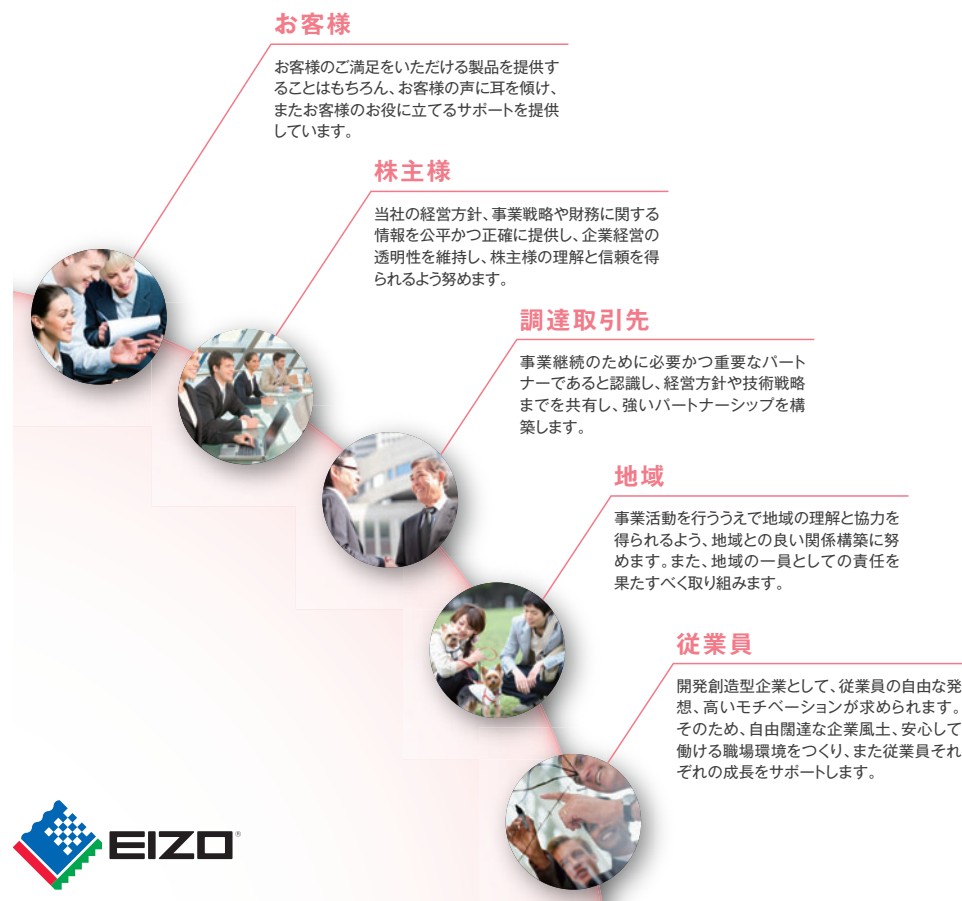 お客様
お客様のご満足をいただける製品を提供す
ることはもちろん、お客様の声に耳を傾け、
またお客様のお役に立てるサポートを提供
しています。
株主様
当社の経営方針、事業戦略や財務に関する
情報を公平かつ正確に提供し、企業経営の
透明性を維持し、株主様の理解と信頼を得
られるよう努めます。
調達取引先
事業継続のために必要かつ重要なパート
ナーであると認識し、経営方針や技術戦略
までを共有し、強いパートナーシップを構
築します。
地域
事業活動を行ううえで地域の理解と協力を
得られるよう、地域との良い関係構築に努
めます。また、地域の一員としての責任を
果たすべく取り組みます。
従業員
開発創造型企業として、従業員の自由な発
想、高いモチベーションが求められます。
そのため、自由闊達な企業風土、安心して
働ける職場環境をつくり、また従業員それ
ぞれの成長をサポートします。
EIZO®